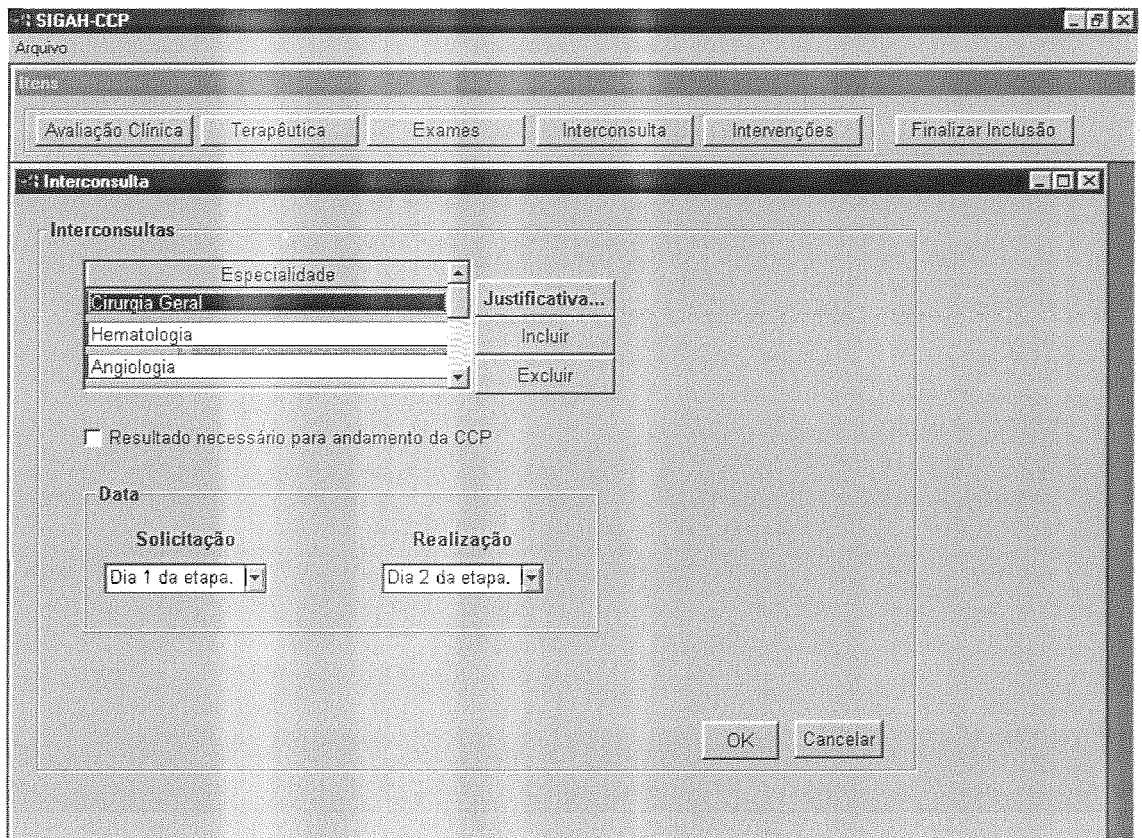 SIGAH-CCP
Arquivo
Itens
Avaliação Clínica Terapêutica Exames Interconsulta Intervenções Finalizar Inclusão
Interconsulta
Interconsultas
Especialidade
Cirurgia Geral
Justificativa...
Hematologia
Incluir
Angiologia
Excluir
Resultado necessário para andamento da CCP
Data
Solicitação Realização
Dia 1 da etapa. Dia 2 da etapa.
OK Cancelar